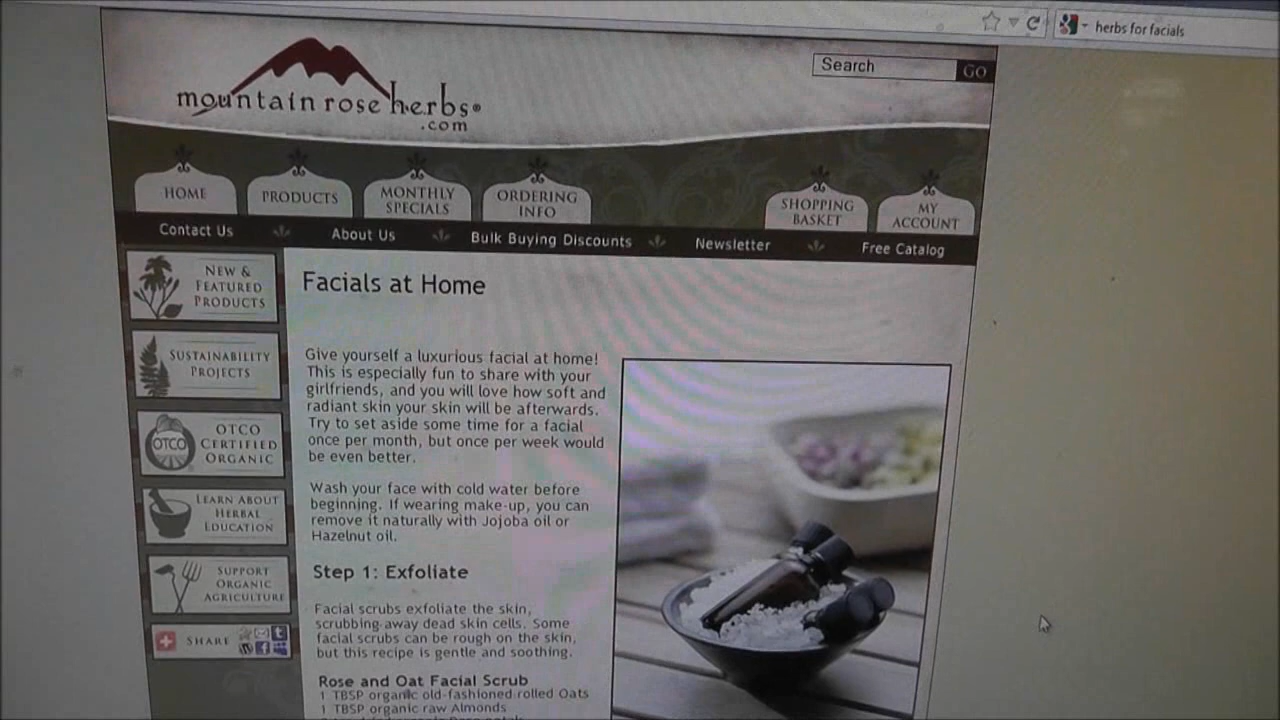 herbs for facials
Search GO
mountain rose herbs®
.com
HOME
PRODUCTS
MONTHLY
SPECIALS
ORDERING
INFO
SHOPPING
BASKET
MY
ACCOUNT
Contact Us
About Us
Bulk Buying Discounts
Newsletter
Free Catalog
NEW &
FEATURED
PRODUCTS
SUSTAINABILITY
PROJECTS
OTCO
OTCO
CERTIFIED
ORGANIC
LEARN ABOUT
HERBAL
EDUCATION
SUPPORT
ORGANIC
AGRICULTURE
SHARE
Facials at Home
Give yourself a luxurious facial at home!
This is especially fun to share with your
girlfriends, and you will love how soft and
radiant skin your skin will be afterwards.
Try to set aside some time for a facial
once per month, but once per week would
be even better.
Wash your face with cold water before
beginning. If wearing make-up, you can
remove it naturally with Jojoba oil or
Hazelnut oil.
Step 1: Exfoliate
Facial scrubs exfoliate the skin,
scrubbing away dead skin cells. Some
facial scrubs can be rough on the skin,
but this recipe is gentle and soothing.
Rose and Oat Facial Scrub
1 TBSP organic old-fashioned rolled Oats
1 TBSP organic raw Almonds